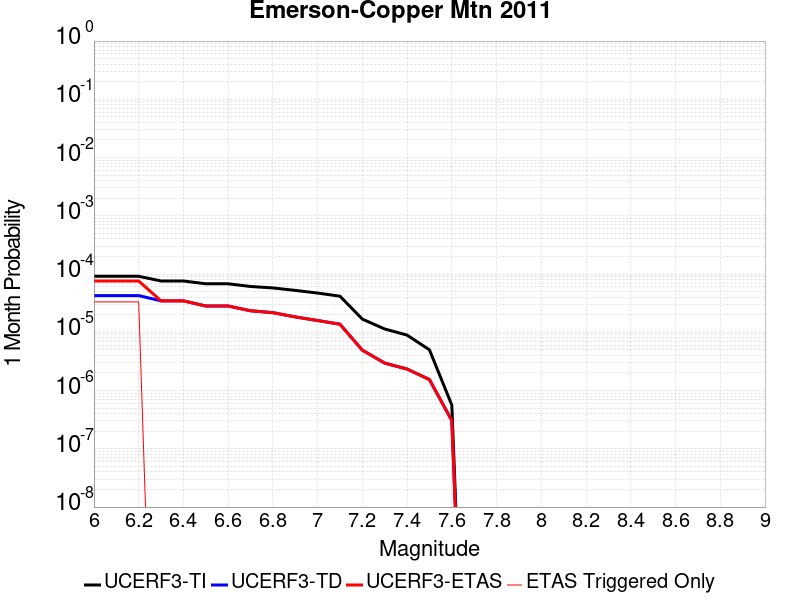 Emerson-Copper Mtn 2011
1 Month Probability
10^0
10^-1
10^-2
10^-3
10^-4
10^-5
10^-6
10^-7
10^-8
6 6.2 6.4 6.6 6.8 7 7.2 7.4 7.6 7.8 8 8.2 8.4 8.6 8.8 9
Magnitude
UCERF3-TI UCERF3-TD UCERF3-ETAS ETAS Triggered Only